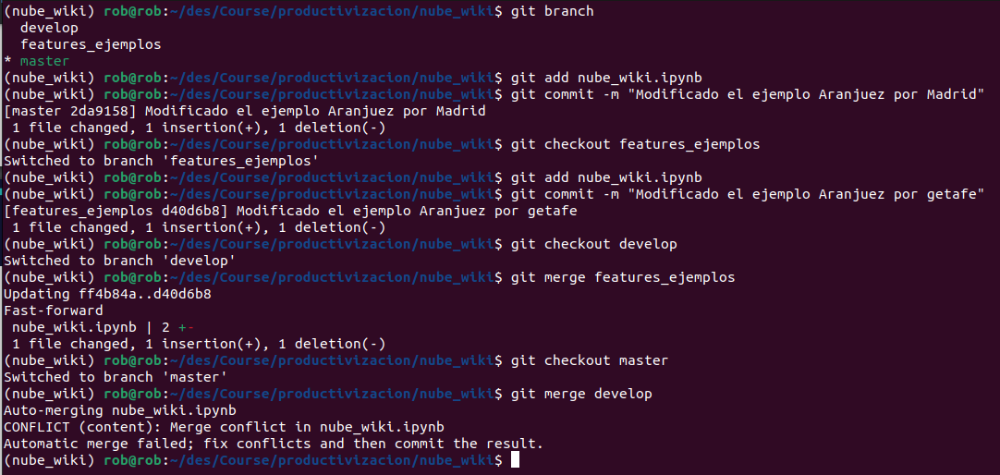 (nube_wiki) rob@rob:~/des/Course/productivizacion/nube_wiki$ git branch
  develop
  features_ejemplos
* master
(nube_wiki) rob@rob:~/des/Course/productivizacion/nube_wiki$ git add nube_wiki.ipynb
(nube_wiki) rob@rob:~/des/Course/productivizacion/nube_wiki$ git commit -m "Modificado el ejemplo Aranjuez por Madrid"
[master 2da9158] Modificado el ejemplo Aranjuez por Madrid
 1 file changed, 1 insertion(+), 1 deletion(-)
(nube_wiki) rob@rob:~/des/Course/productivizacion/nube_wiki$ git checkout features_ejemplos
Switched to branch 'features_ejemplos'
(nube_wiki) rob@rob:~/des/Course/productivizacion/nube_wiki$ git add nube_wiki.ipynb
(nube_wiki) rob@rob:~/des/Course/productivizacion/nube_wiki$ git commit -m "Modificado el ejemplo Aranjuez por getafe"
[features_ejemplos d40d6b8] Modificado el ejemplo Aranjuez por getafe
 1 file changed, 1 insertion(+), 1 deletion(-)
(nube_wiki) rob@rob:~/des/Course/productivizacion/nube_wiki$ git checkout develop
Switched to branch 'develop'
(nube_wiki) rob@rob:~/des/Course/productivizacion/nube_wiki$ git merge features_ejemplos
Updating ff4b84a..d40d6b8
Fast-forward
 nube_wiki.ipynb | 2 +-
 1 file changed, 1 insertion(+), 1 deletion(-)
(nube_wiki) rob@rob:~/des/Course/productivizacion/nube_wiki$ git checkout master
Switched to branch 'master'
(nube_wiki) rob@rob:~/des/Course/productivizacion/nube_wiki$ git merge develop
Auto-merging nube_wiki.ipynb
CONFLICT (content): Merge conflict in nube_wiki.ipynb
Automatic merge failed; fix conflicts and then commit the result.
(nube_wiki) rob@rob:~/des/Course/productivizacion/nube_wiki$